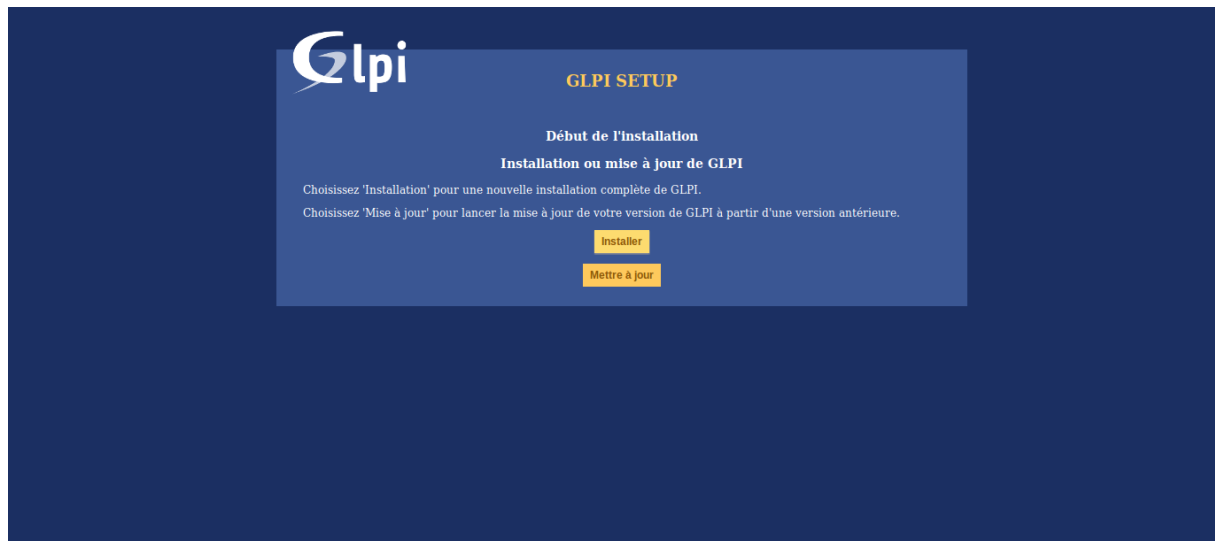 Glpi
GLPI SETUP
Début de l'installation
Installation ou mise à jour de GLPI
Choisissez 'Installation' pour une nouvelle installation complète de GLPI.
Choisissez 'Mise à jour' pour lancer la mise à jour de votre version de GLPI à partir d'une version antérieure.
Installer
Mettre à jour